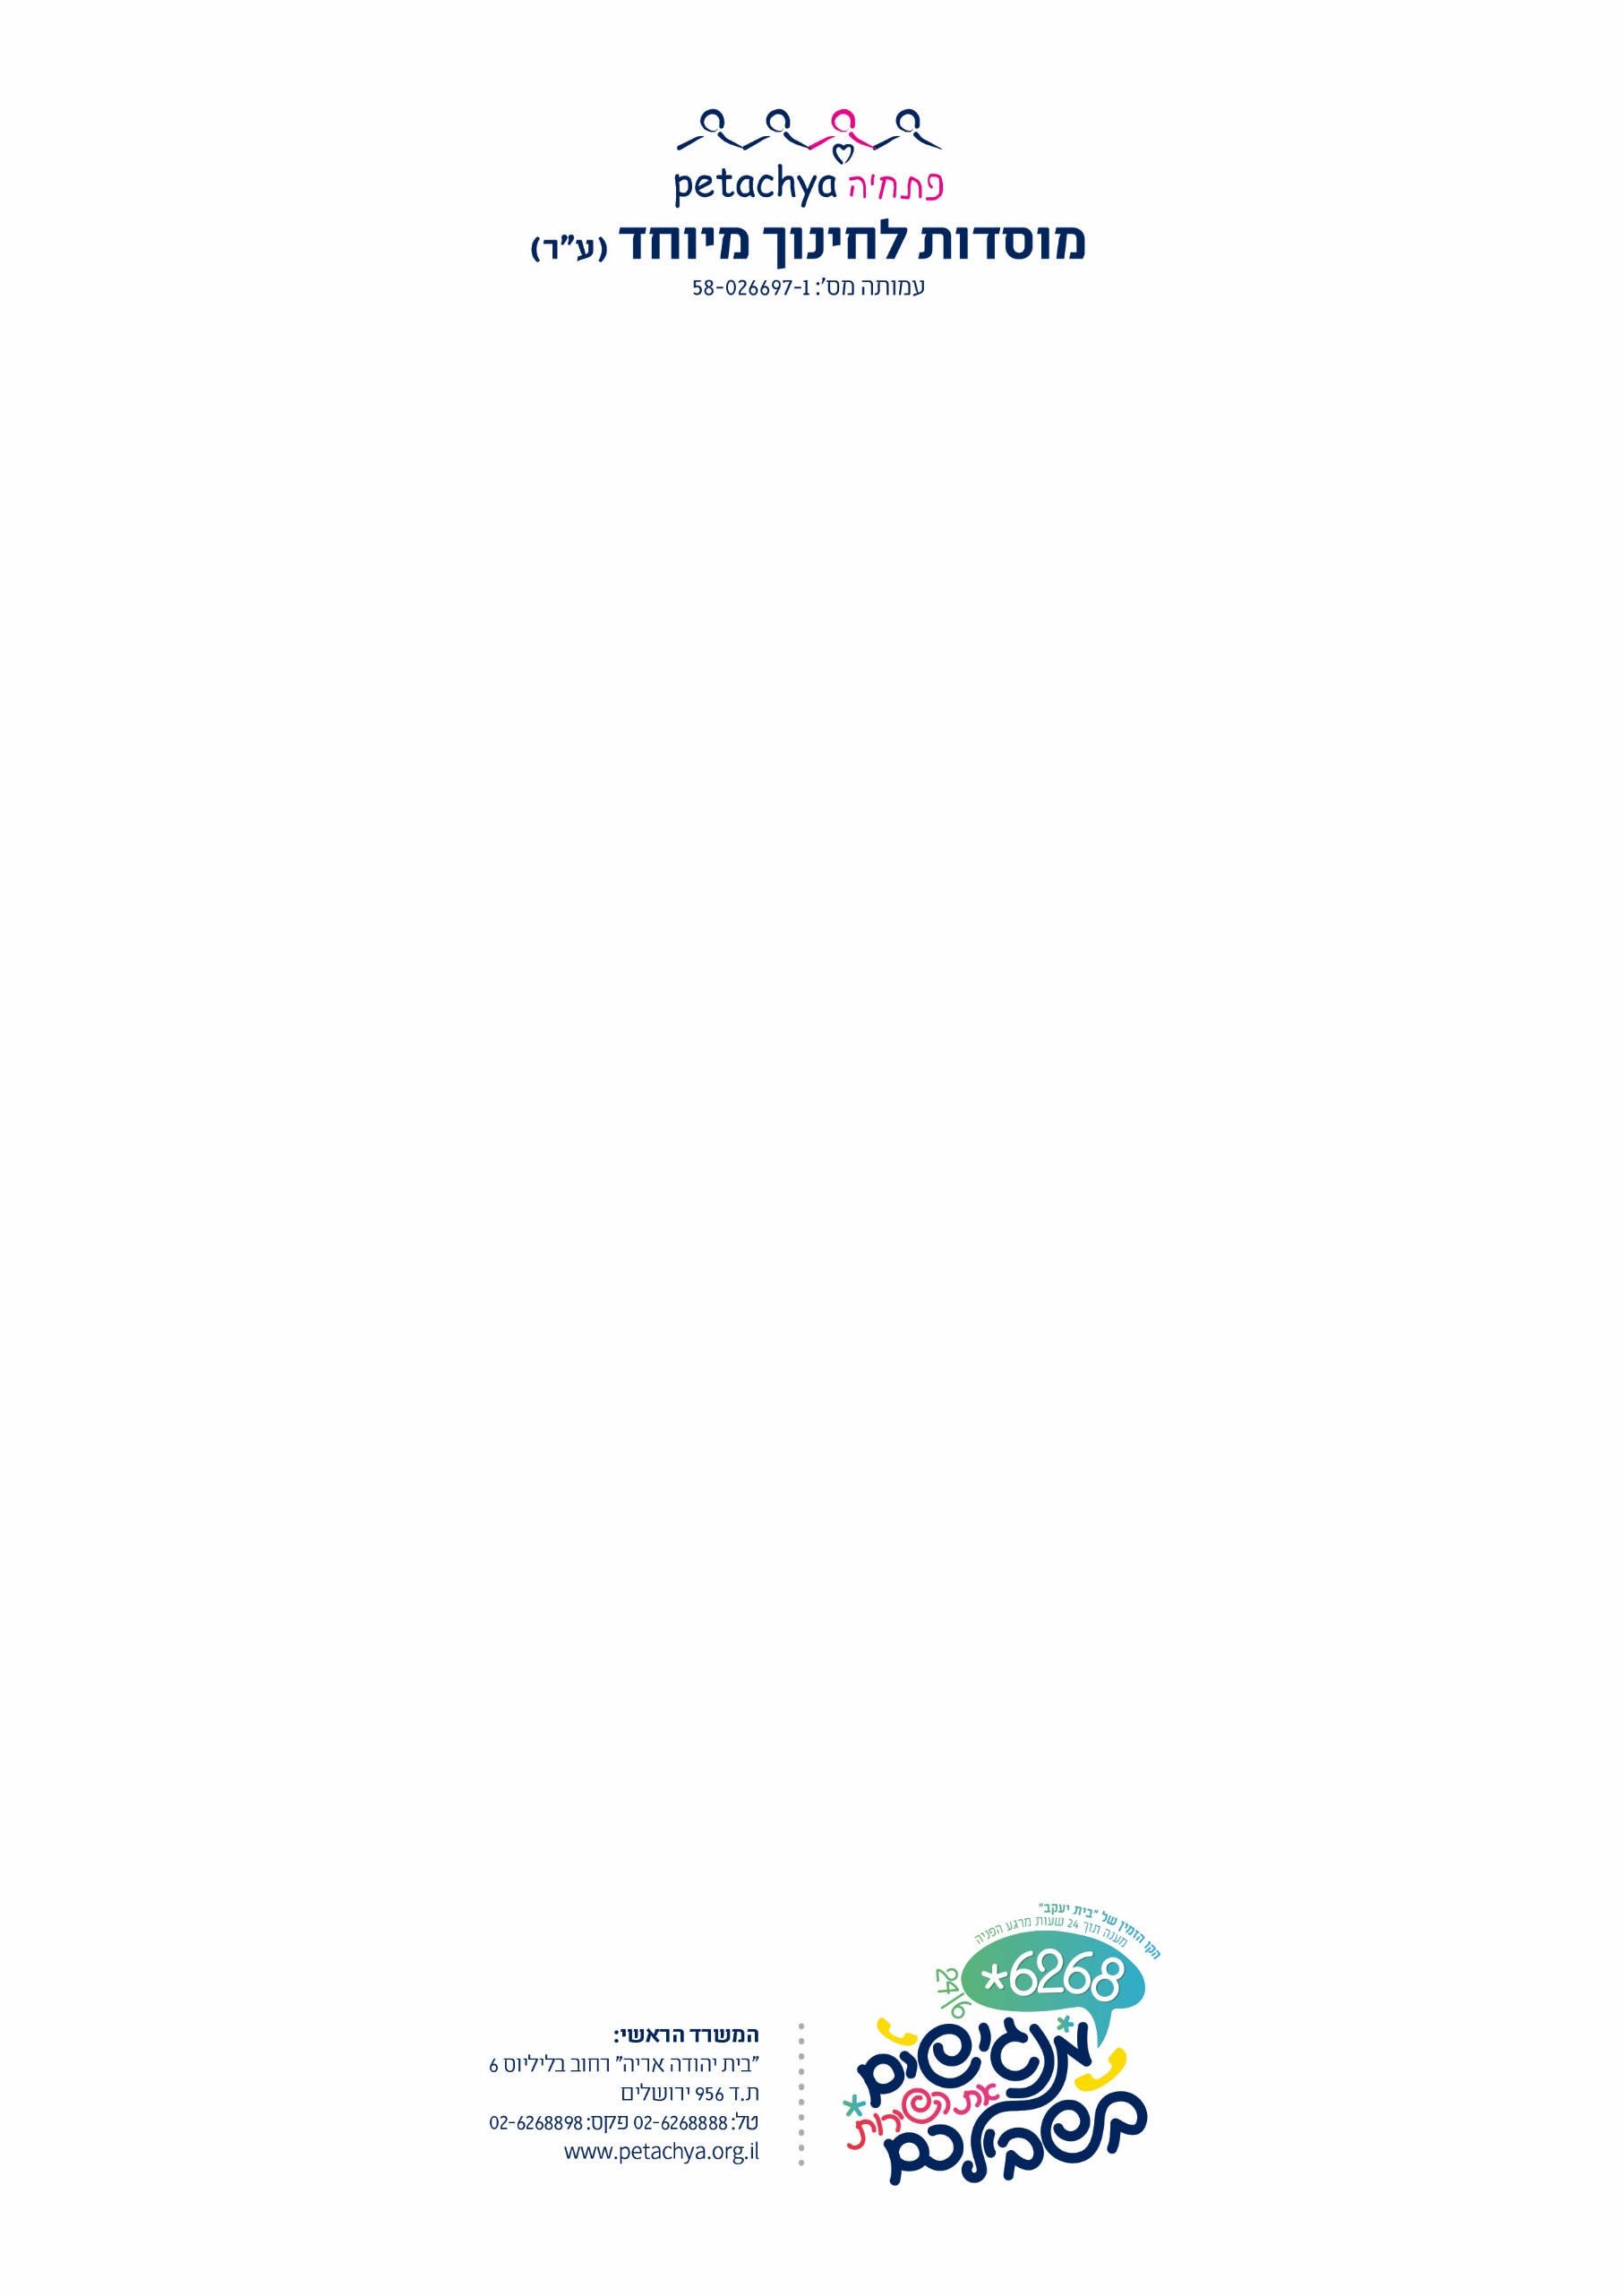 petachya פתחיה
מוסדות לחינוך מיוחד (ע"ר)
עמותה מס': 58-026697-1
הקו הזמין של "בית יעקב"
מענה תוך 24 שעות מרגע הפניה
*6268
24/6
מנגישים
את השירות
בשבילכם
המשרד הראשי:
"בית יהודה אריה" רחוב בליליוס 6
ת.ד 956 ירושלים
טל: 02-6268888 פקס: 02-6268898
www.petachya.org.il